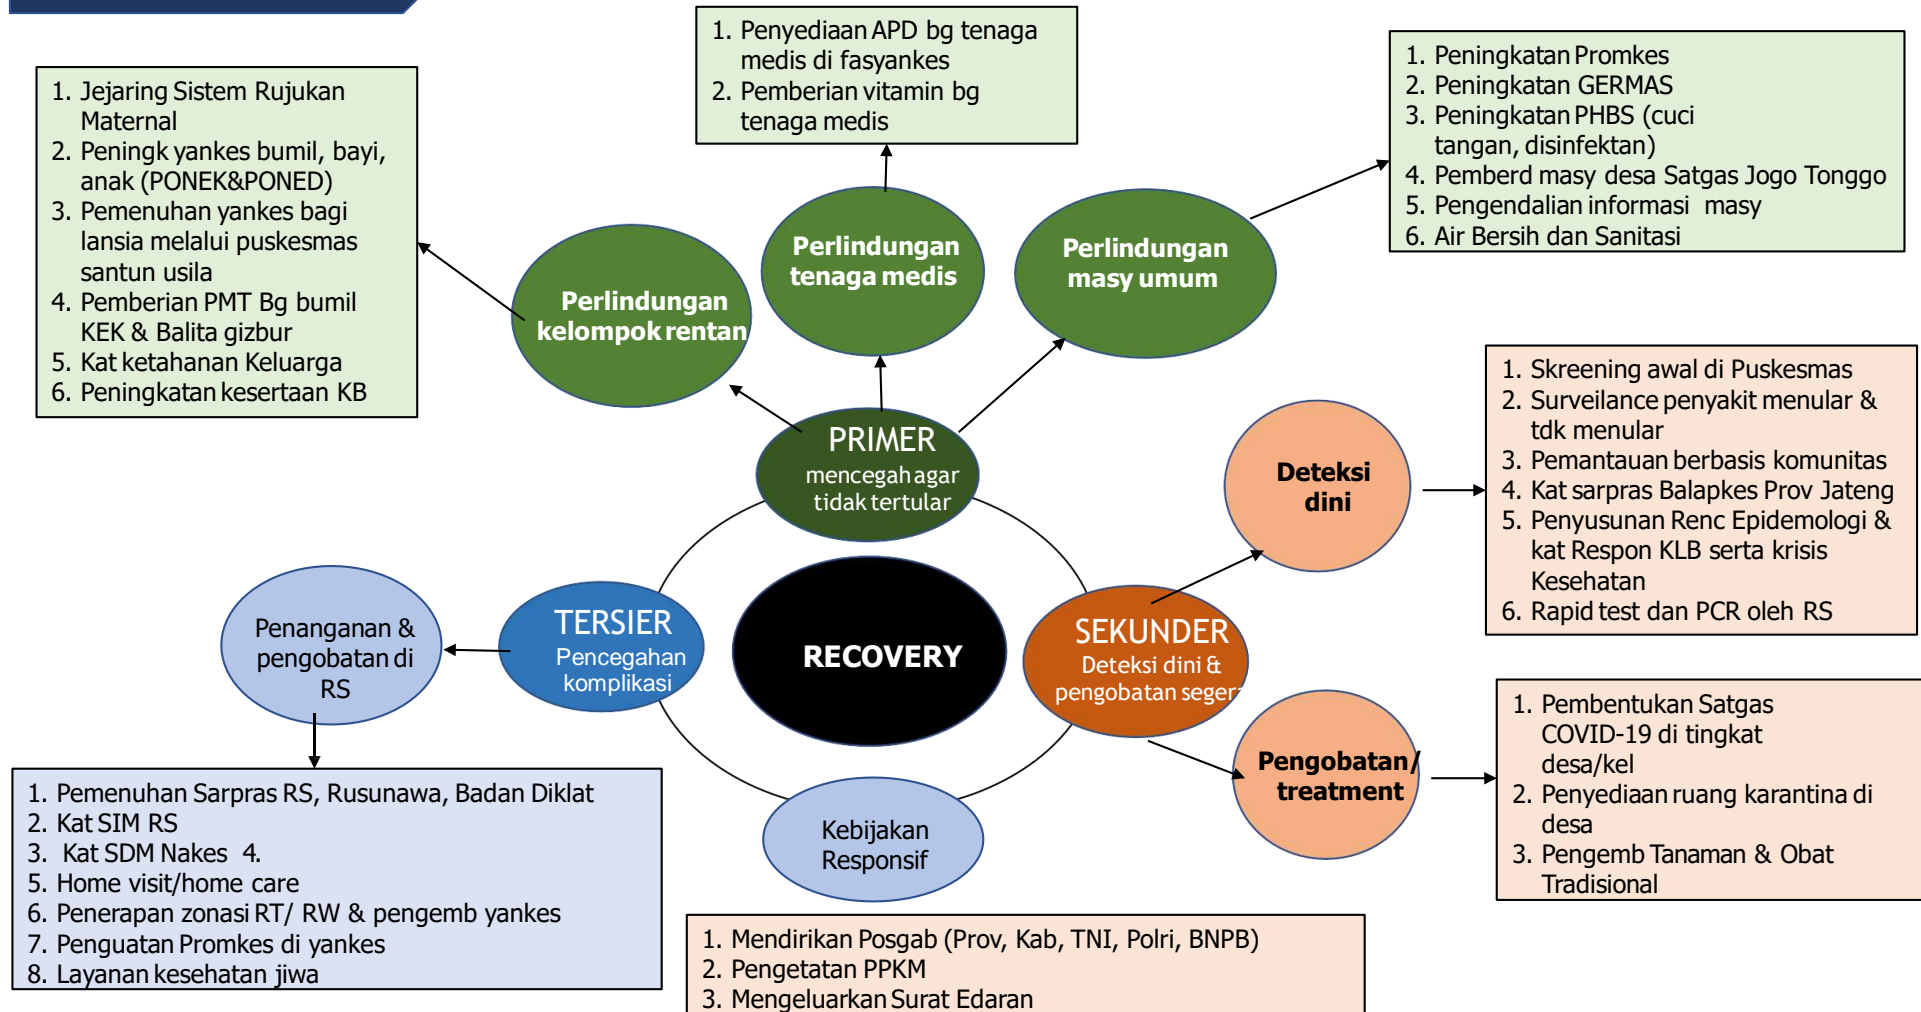 1. Penyediaan APD bg tenaga
medis di fasyankes
2. Pemberian vitamin bg
tenaga medis
1. Peningkatan Promkes
2. Peningkatan GERMAS
3. Peningkatan PHBS (cuci
tangan, disinfektan)
4. Pemberd masy desa Satgas Jogo Tonggo
5. Pengendalian informasi masy
6. Air Bersih dan Sanitasi
1. Jejaring Sistem Rujukan
Maternal
2. Peningk yankes bumil, bayi,
anak (PONEK&PONED)
3. Pemenuhan yankes bagi
lansia melalui puskesmas
santun usila
4. Pemberian PMT Bg bumil
KEK & Balita gizbur
5. Kat ketahanan Keluarga
6. Peningkatan kesertaan KB
Perlindungan
kelompok rentan
Perlindungan
tenaga medis
Perlindungan
masy umum
PRIMER
mencegah agar
tidak tertular
Deteksi
dini
1. Skreening awal di Puskesmas
2. Surveilance penyakit menular &
tdk menular
3. Pemantauan berbasis komunitas
4. Kat sarpras Balapkes Prov Jateng
5. Penyusunan Renc Epidemologi &
kat Respon KLB serta krisis
Kesehatan
6. Rapid test dan PCR oleh RS
Penanganan &
pengobatan di
RS
TERSIER
Pencegahan
komplikasi
RECOVERY
SEKUNDER
Deteksi dini &
pengobatan segera
Pengobatan/
treatment
1. Pembentukan Satgas
COVID-19 di tingkat
desa/kel
2. Penyediaan ruang karantina di
desa
3. Pengemb Tanaman & Obat
Tradisional
1. Pemenuhan Sarpras RS, Rusunawa, Badan Diklat
2. Kat SIM RS
3. Kat SDM Nakes 4.
5. Home visit/home care
6. Penerapan zonasi RT/ RW & pengemb yankes
7. Penguatan Promkes di yankes
8. Layanan kesehatan jiwa
Kebijakan
Responsif
1. Mendirikan Posgab (Prov, Kab, TNI, Polri, BNPB)
2. Pengetatan PPKM
3. Mengeluarkan Surat Edaran